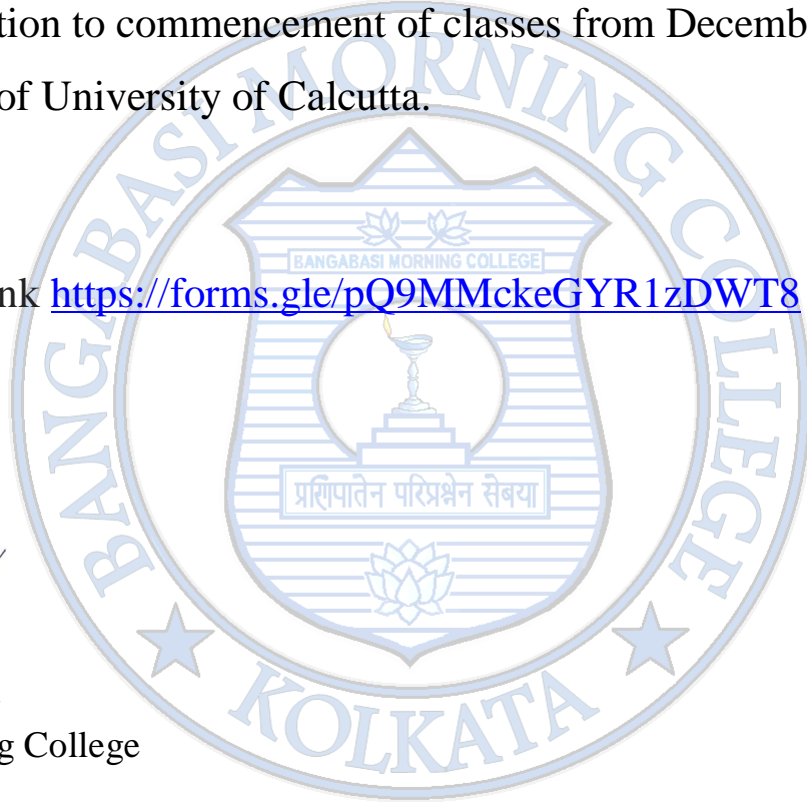 tion to commencement of classes from Decemb
of University of Calcutta.
BANGABASI MORNING COLLEGE
BANGABASI MORNING COLLEGE
nk https://forms.gle/pQ9MMckeGYR1zDWT8
प्रणिपातेन परिप्रश्नेन सेबया
KOLKATA
g College